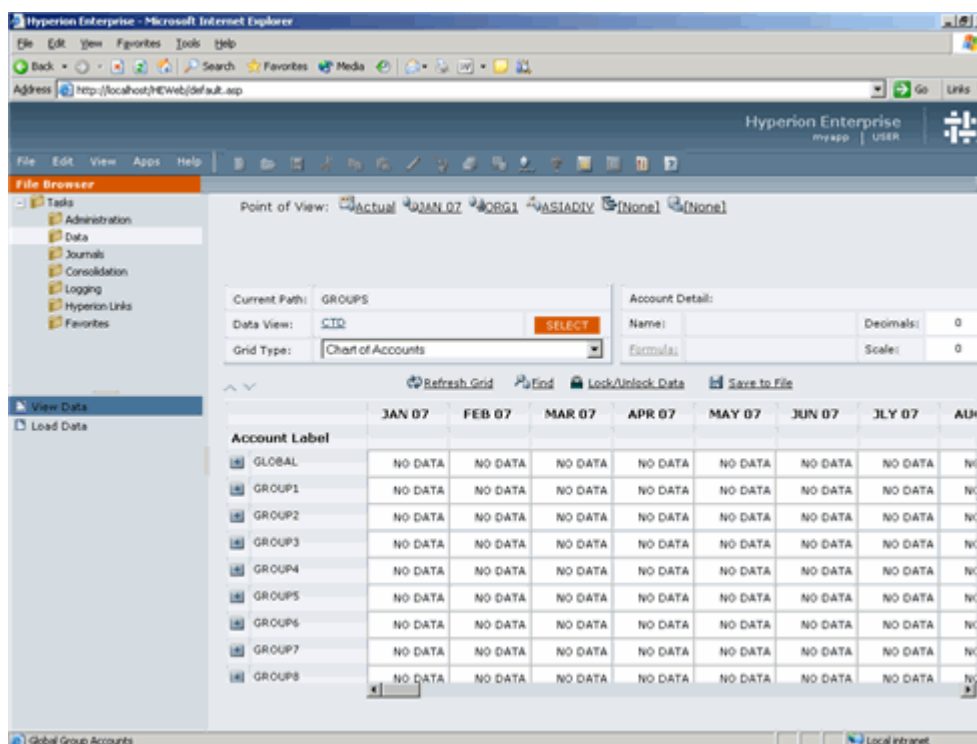 Hyperion Enterprise - Microsoft Internet Explorer
File Edit View Favorites Tools Help
Back Search Favorites Media
Address http://localhost/HEWeb/default.asp Go Links
Hyperion Enterprise
myapp | USER
File Edit View Apps Help
File Browser
Tasks
Administration
Data
Journals
Consolidation
Logging
Hyperion Links
Favorites
View Data
Load Data
Point of View: Actual JAN 07 ORG1 ASIADIV [None] [None]
Current Path: GROUPS
Data View: CTD SELECT
Grid Type: Chart of Accounts
Account Detail:
Name: Decimals: 0
Formula: Scale: 0
Refresh Grid Find Lock/Unlock Data Save to File
JAN 07 FEB 07 MAR 07 APR 07 MAY 07 JUN 07 JLY 07 AU
Account Label
GLOBAL NO DATA NO DATA NO DATA NO DATA NO DATA NO DATA NO DATA
GROUP1 NO DATA NO DATA NO DATA NO DATA NO DATA NO DATA NO DATA
GROUP2 NO DATA NO DATA NO DATA NO DATA NO DATA NO DATA NO DATA
GROUP3 NO DATA NO DATA NO DATA NO DATA NO DATA NO DATA NO DATA
GROUP4 NO DATA NO DATA NO DATA NO DATA NO DATA NO DATA NO DATA
GROUP5 NO DATA NO DATA NO DATA NO DATA NO DATA NO DATA NO DATA
GROUP6 NO DATA NO DATA NO DATA NO DATA NO DATA NO DATA NO DATA
GROUP7 NO DATA NO DATA NO DATA NO DATA NO DATA NO DATA NO DATA
GROUP8 NO DATA NO DATA NO DATA NO DATA NO DATA NO DATA NO DATA
Global Group Accounts Local intranet